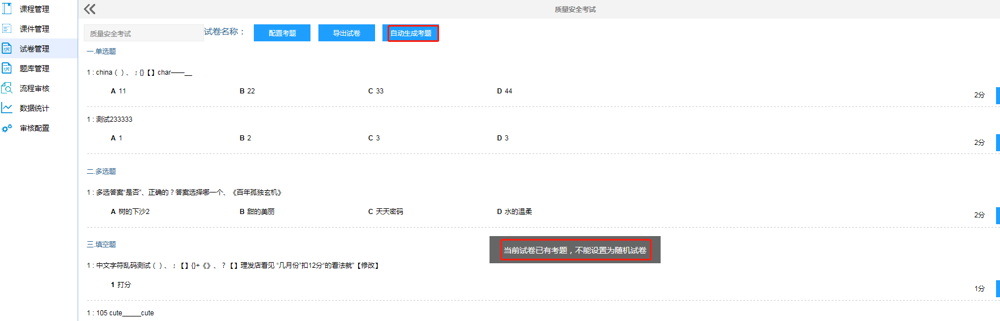 课程管理
课件管理
试卷管理
题库管理
流程审核
数据统计
审核配置
质量安全考试
质量安全考试 试卷名称： 配置考题 导出试卷 自动生成考题
一.单选题
1 : china（ ）、；{}【】char——__
A 11 B 22 C 33 D 44
2分
1 : 测试233333
A 1 B 2 C 3 D 3
2分
二.多选题
1 : 多选答案“是否”、正确的？答案选择哪一个、《百年孤独玄机》
A 树的下沙2 B 甜的美丽 C 天天密码 D 水的温柔
2分
三.填空题
当前试卷已有考题，不能设置为随机试卷
1 : 中文字符乱码测试（ ）、；【】{}+《》、？【】理发店看见 “几月份”扣12分“的看法就”【修改】
1 打分
1分
1 : 105 cute_____cute